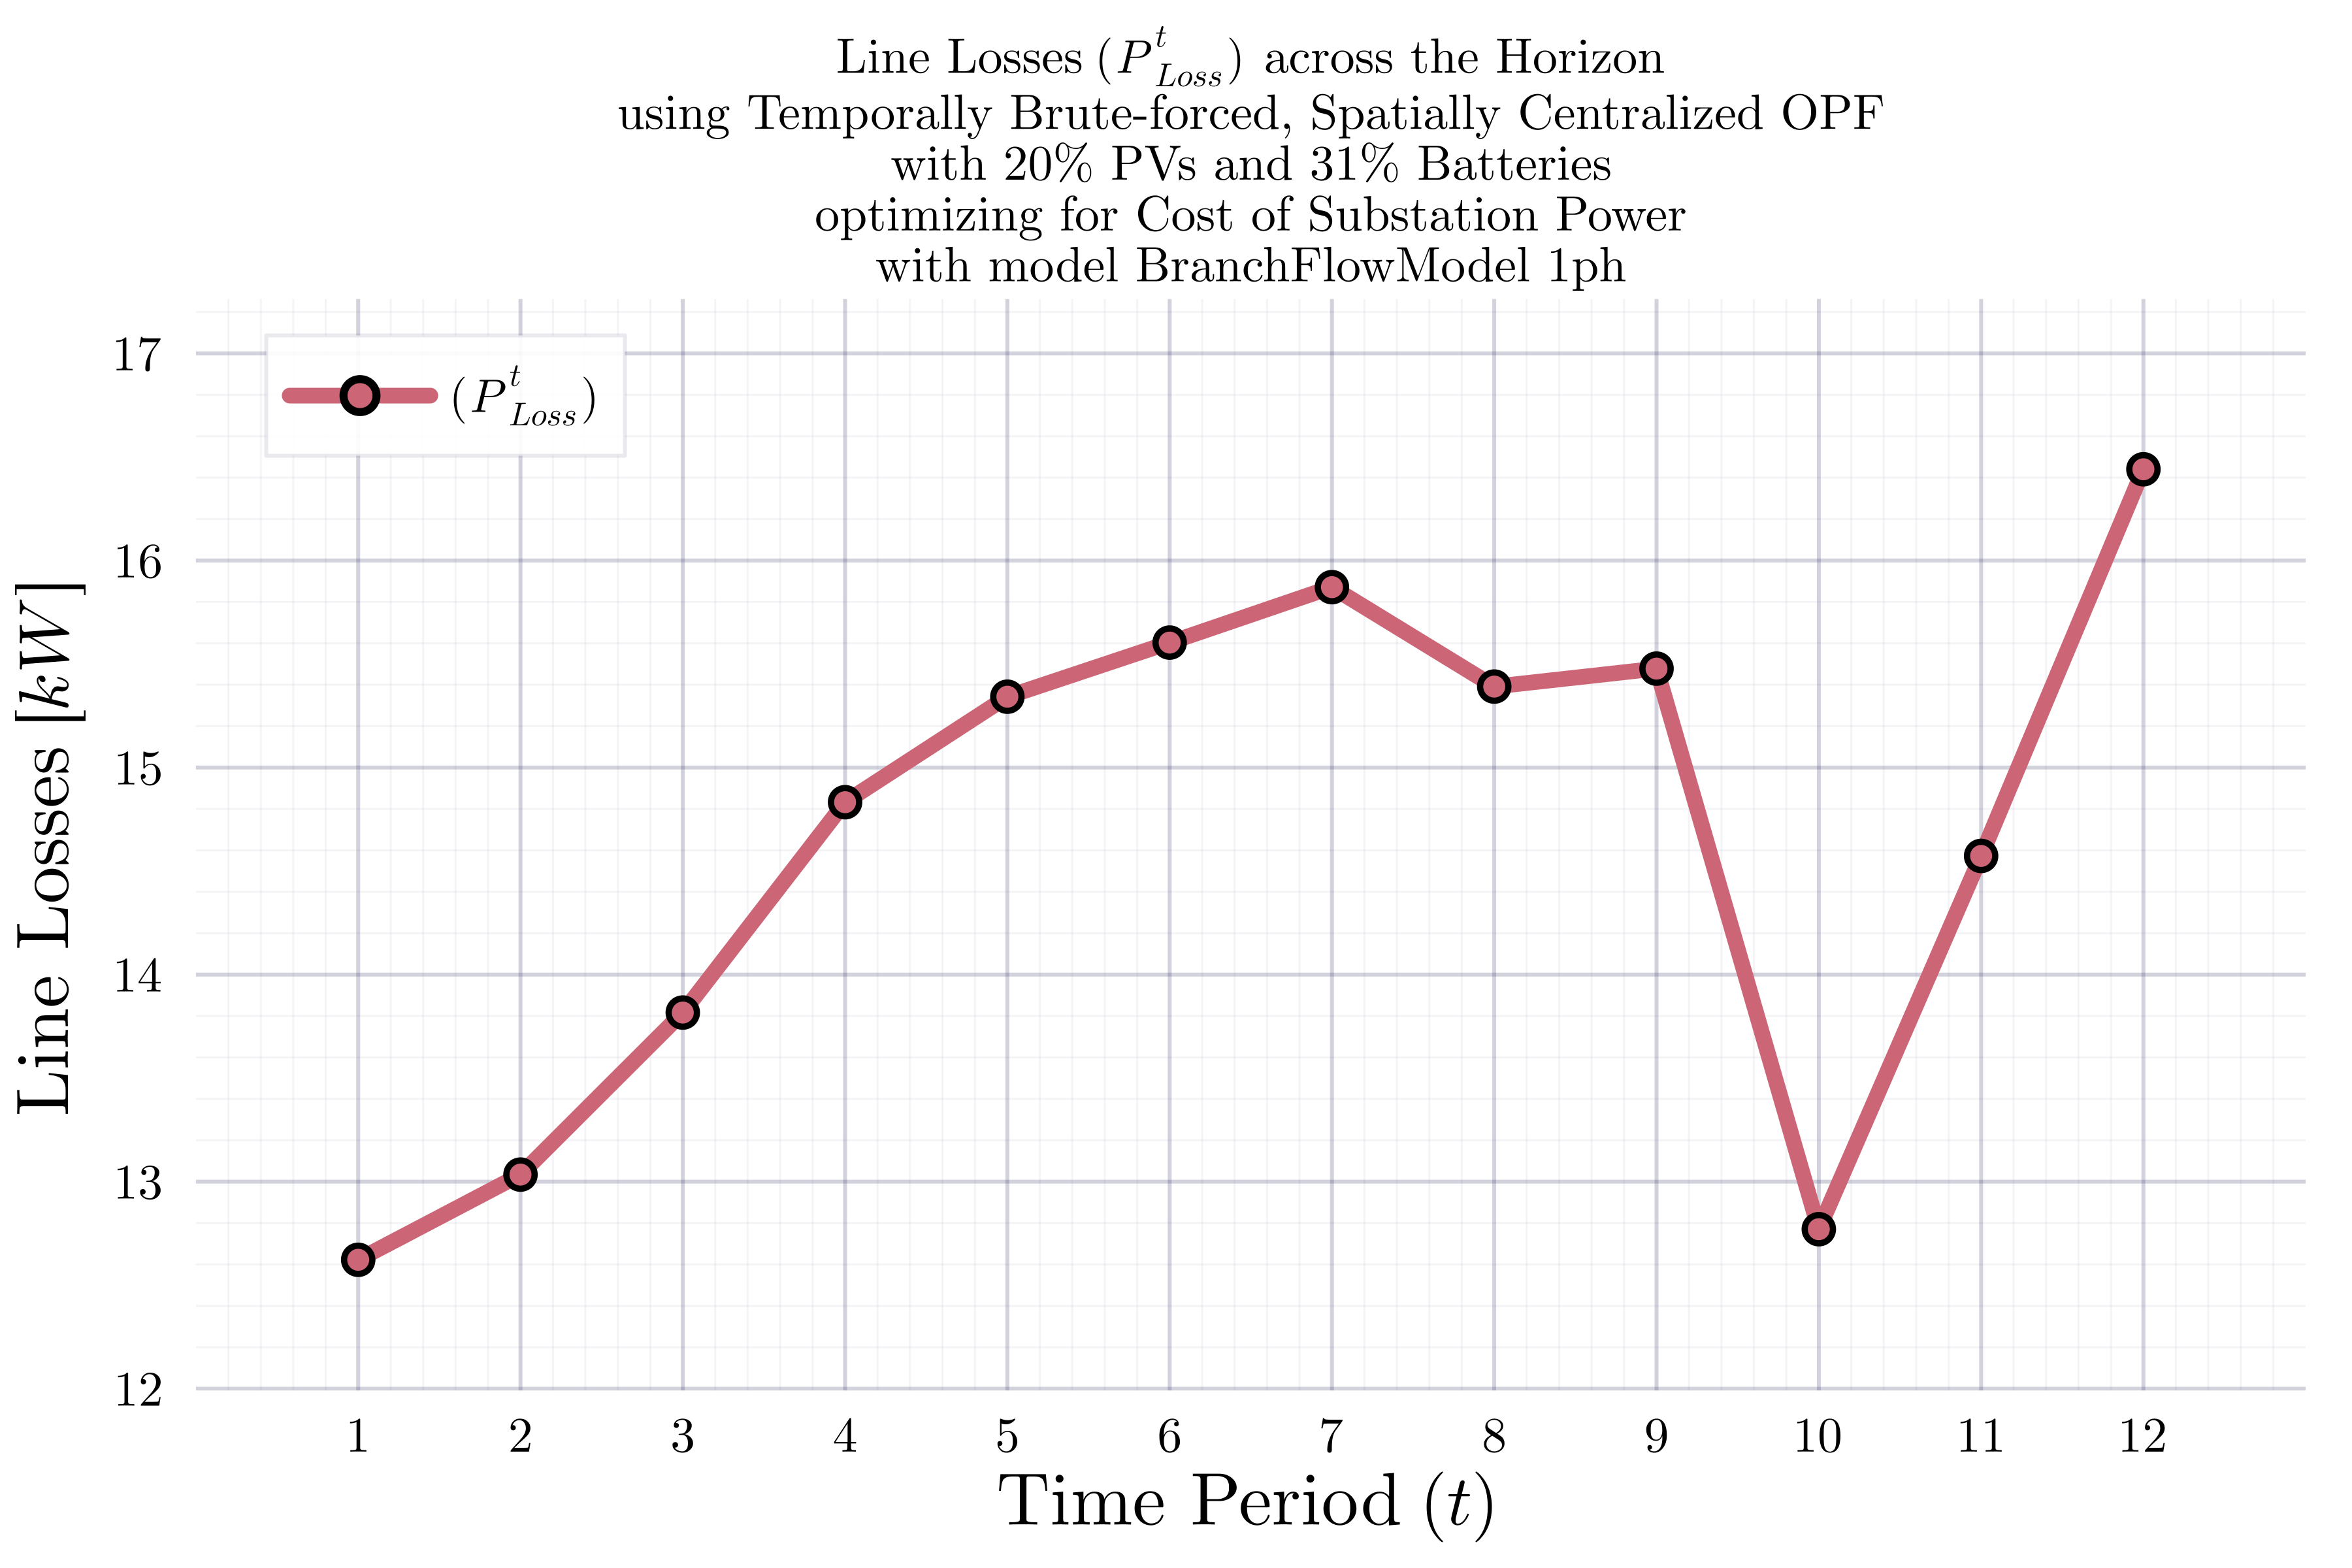 Line Losses (P^t_Loss) across the Horizon
using Temporally Brute-forced, Spatially Centralized OPF
with 20% PVs and 31% Batteries
optimizing for Cost of Substation Power
with model BranchFlowModel 1ph
(P^t_Loss)
Line Losses [kW]
17
16
15
14
13
12
1 2 3 4 5 6 7 8 9 10 11 12
Time Period (t)